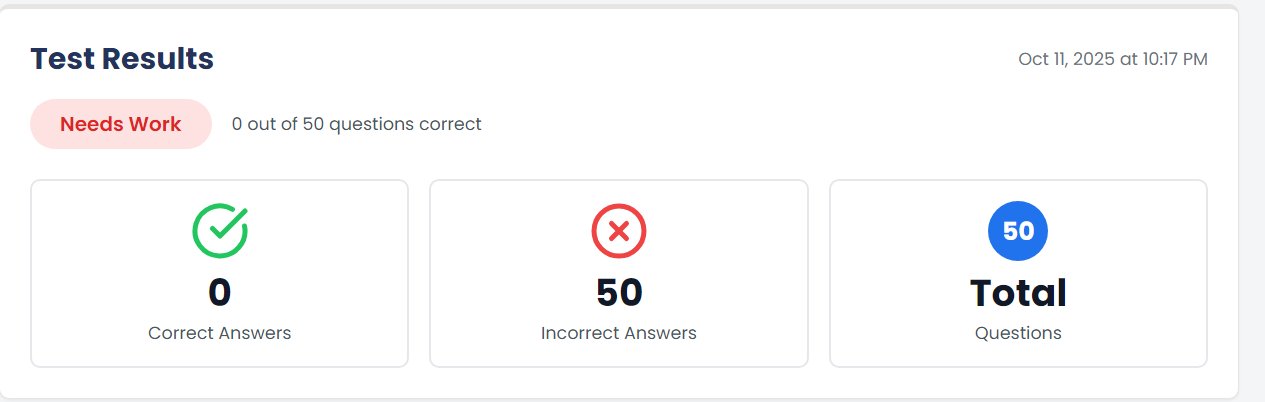 Test Results
Oct 11, 2025 at 10:17 PM
Needs Work
0 out of 50 questions correct
0
Correct Answers
50
Incorrect Answers
50
Total
Questions